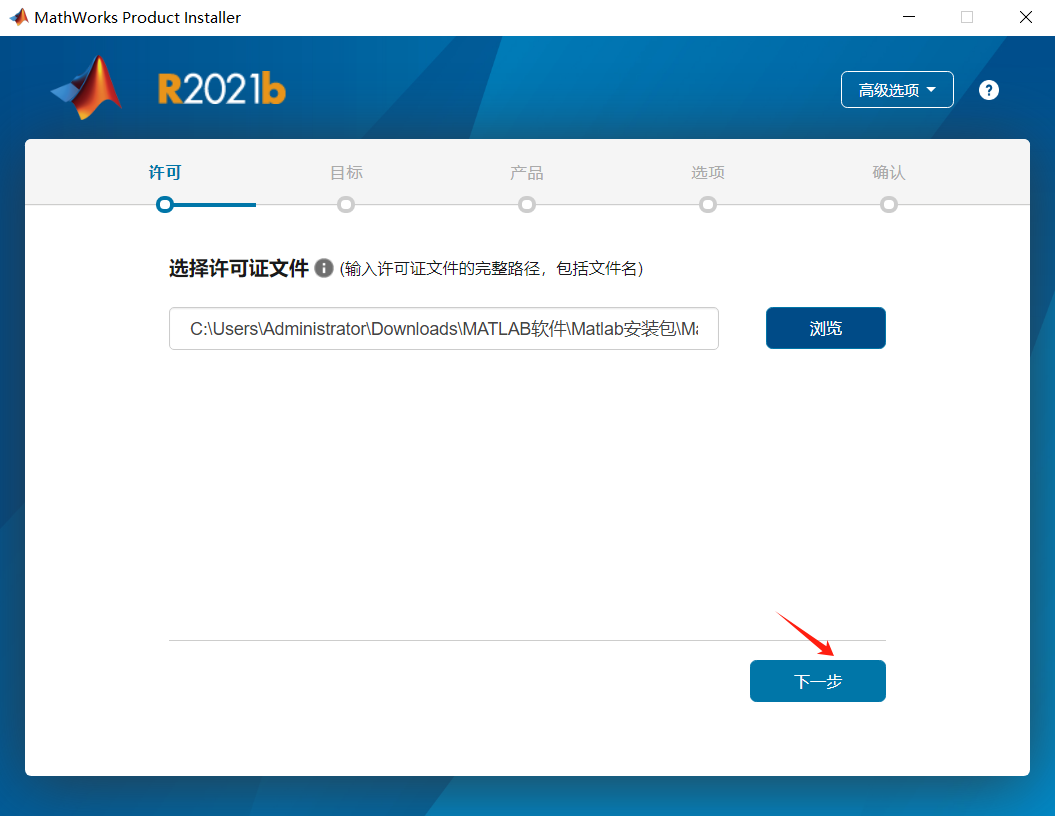 MathWorks Product Installer
R2021b
高级选项
许可
目标
产品
选项
确认
选择许可证文件 (输入许可证文件的完整路径，包括文件名)
C:\Users\Administrator\Downloads\MATLAB软件\Matlab安装包\Ma
浏览
下一步